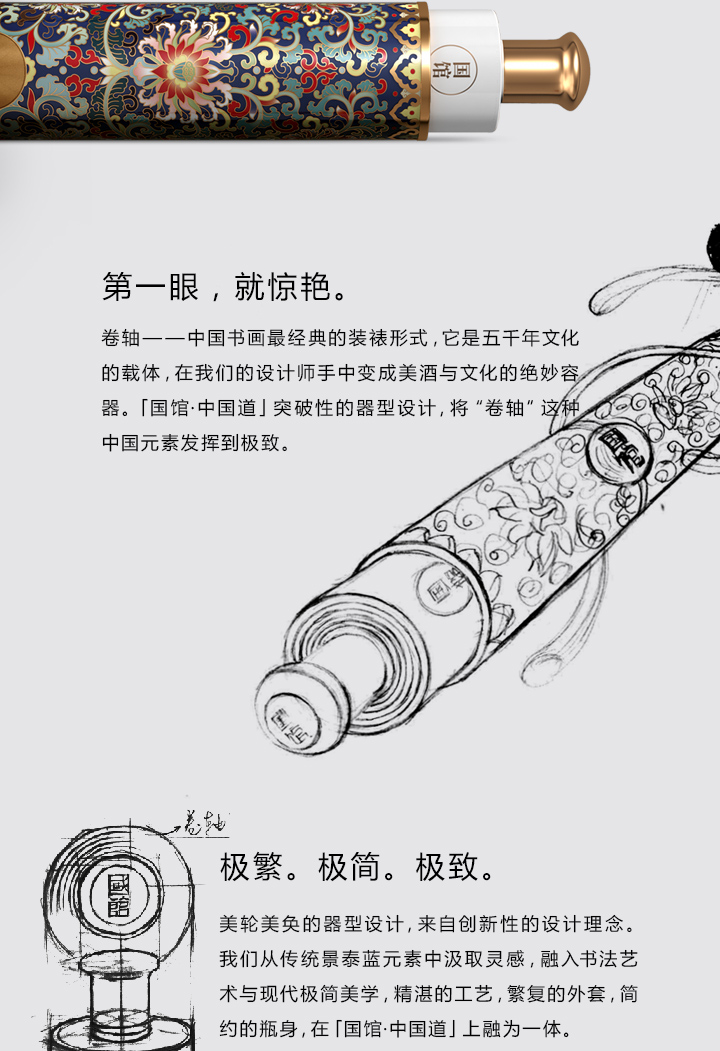 国馆
第一眼，就惊艳。
卷轴——中国书画最经典的装裱形式，它是五千年文化
的载体，在我们的设计师手中变成美酒与文化的绝妙容
器。「国馆·中国道」突破性的器型设计，将“卷轴”这种
中国元素发挥到极致。
國馆
卷轴
極繁。极简。极致。
國館
美轮美奂的器型设计，来自创新性的设计理念。
我们从传统景泰蓝元素中汲取灵感，融入书法艺
术与现代极简美学，精湛的工艺，繁复的外套，简
约的瓶身，在「国馆·中国道」上融为一体。